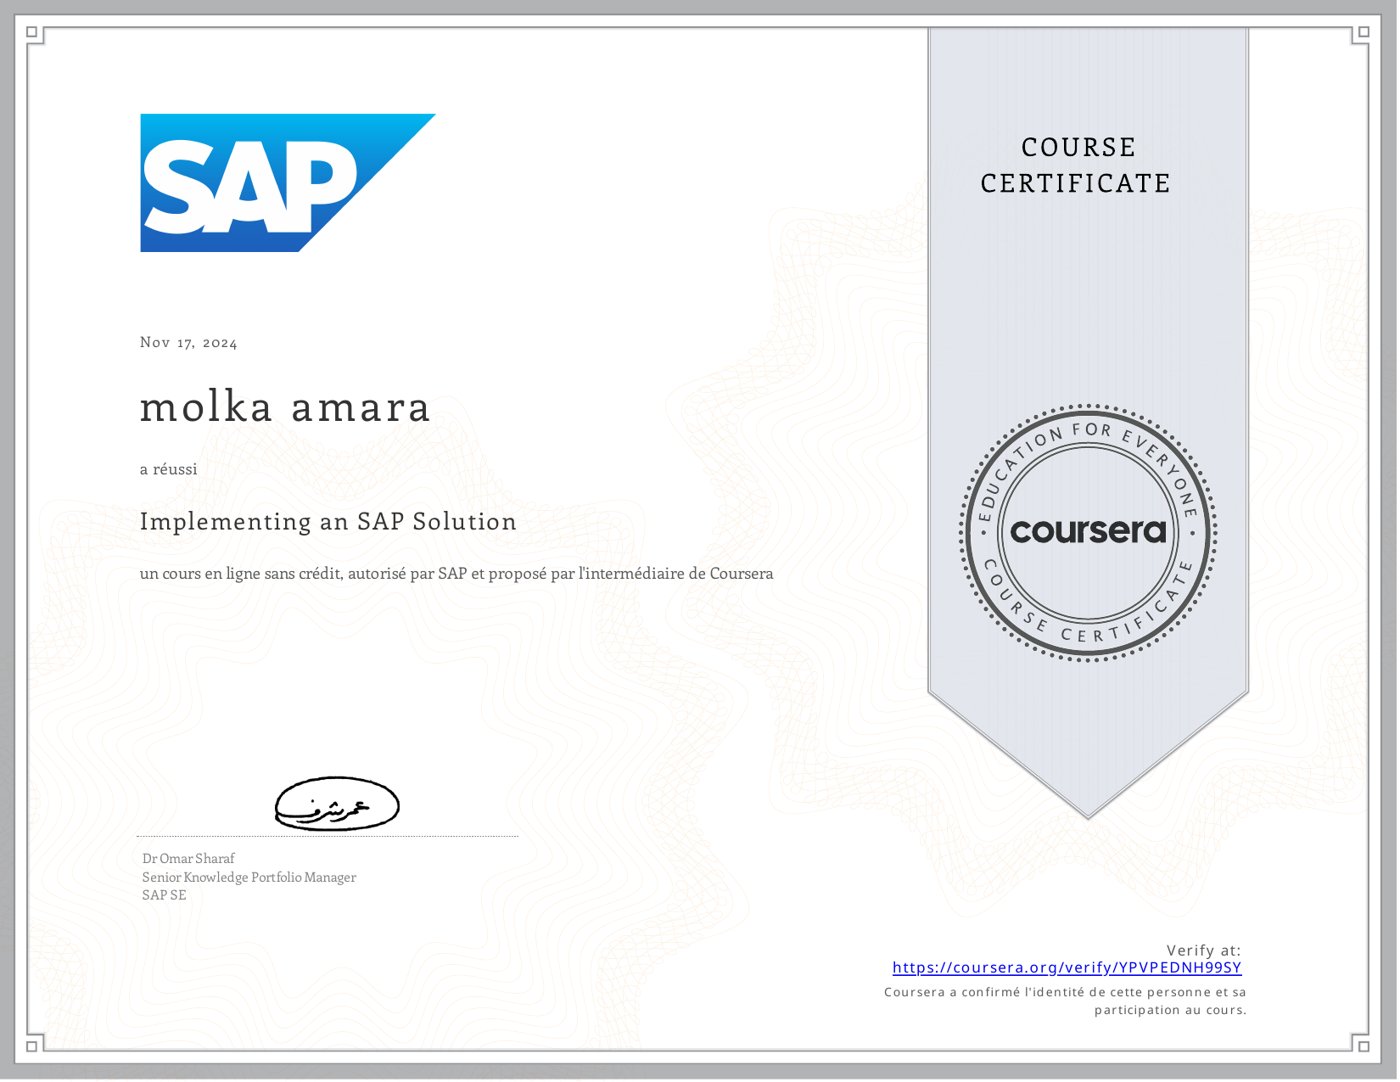 SAP
COURSE
CERTIFICATE
Nov 17, 2024
molka amara
a réussi
Implementing an SAP Solution
un cours en ligne sans crédit, autorisé par SAP et proposé par l'intermédiaire de Coursera
EDUCATION FOR EVERYONE
coursera
COURSE CERTIFICATE
عمر شرف
Dr Omar Sharaf
Senior Knowledge Portfolio Manager
SAP SE
Verify at:
https://coursera.org/verify/YPVPEDNH99SY
Coursera a confirmé l'identité de cette personne et sa
participation au cours.